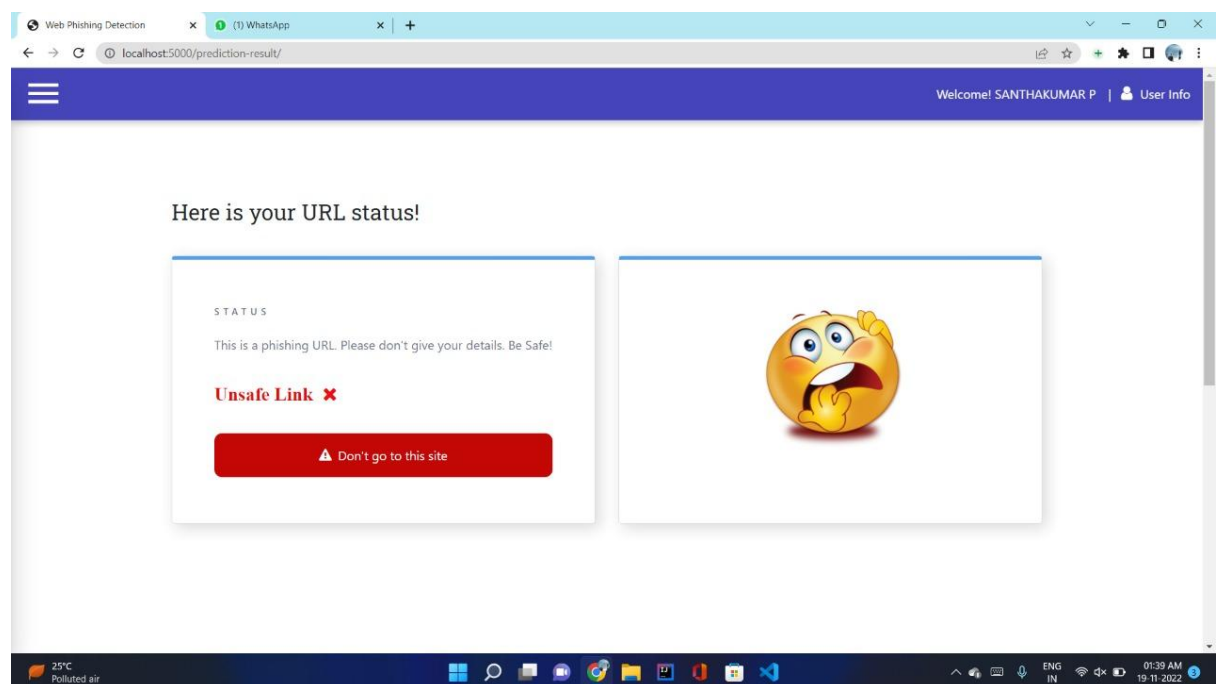 Web Phishing Detection
(1) WhatsApp
localhost:5000/prediction-result/
Welcome! SANTHAKUMAR P | User Info
Here is your URL status!
STATUS
This is a phishing URL. Please don't give your details. Be Safe!
Unsafe Link
Don't go to this site
25°C
Polluted air
ENG
IN
01:39 AM
19-11-2022
3